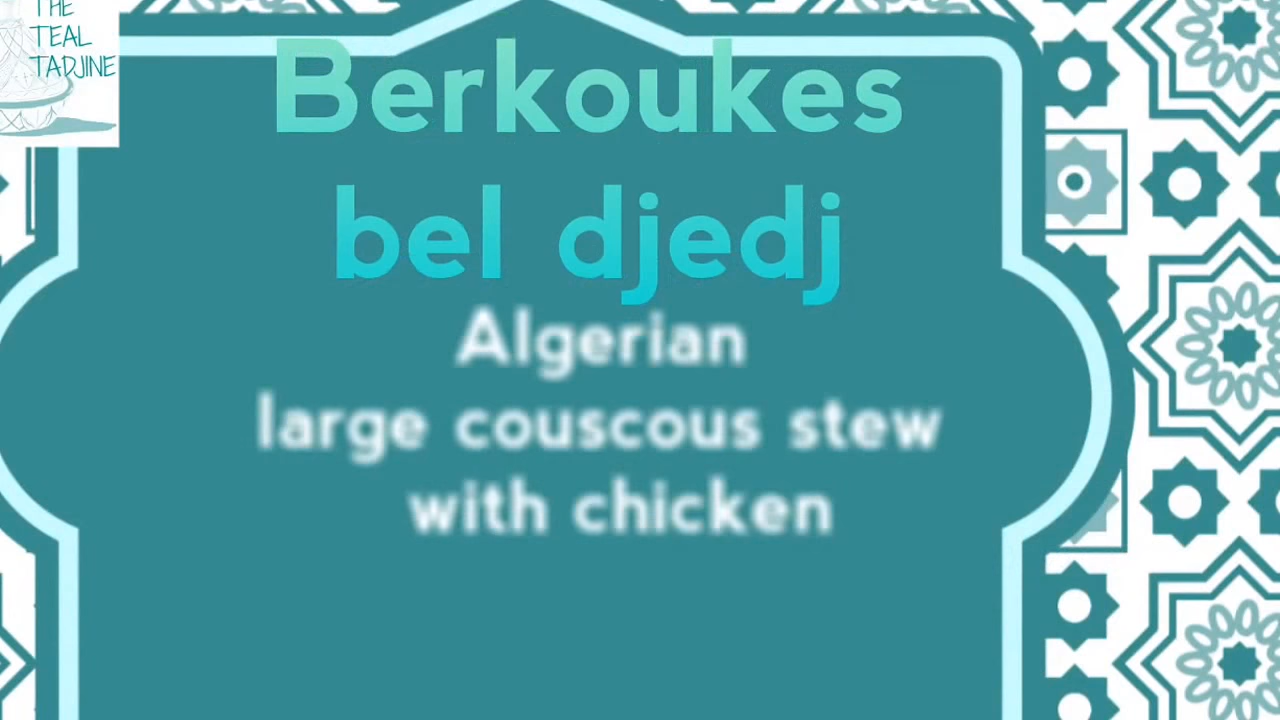 THE
TEAL
TADJINE
Berkoukes
bel djedj
Algerian
large couscous stew
with chicken